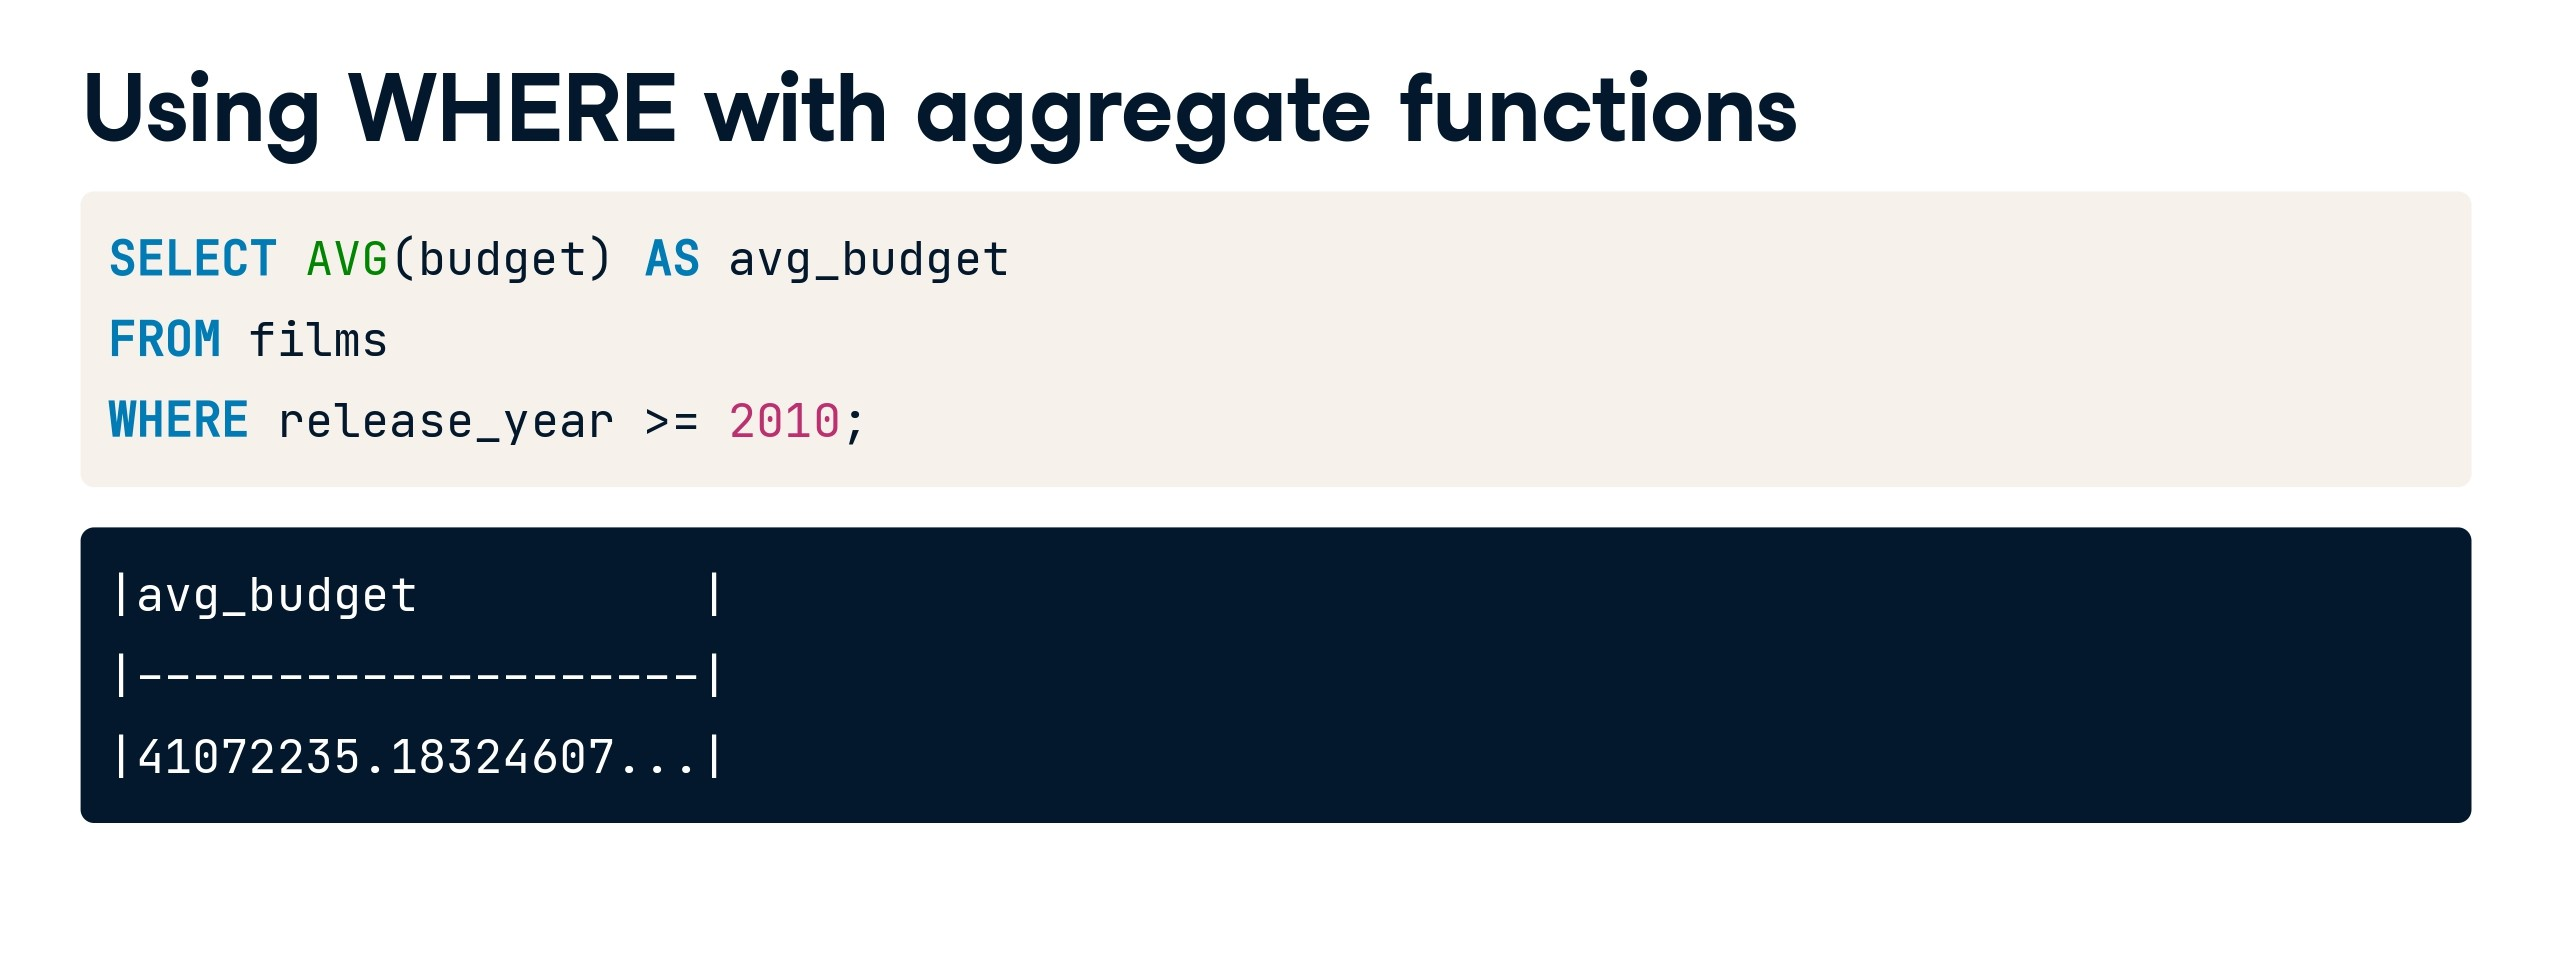 Using WHERE with aggregate functions
SELECT AVG(budget) AS avg_budget
FROM films
WHERE release_year >= 2010;
|avg_budget          |
|--------------------|
|41072235.18324607...|